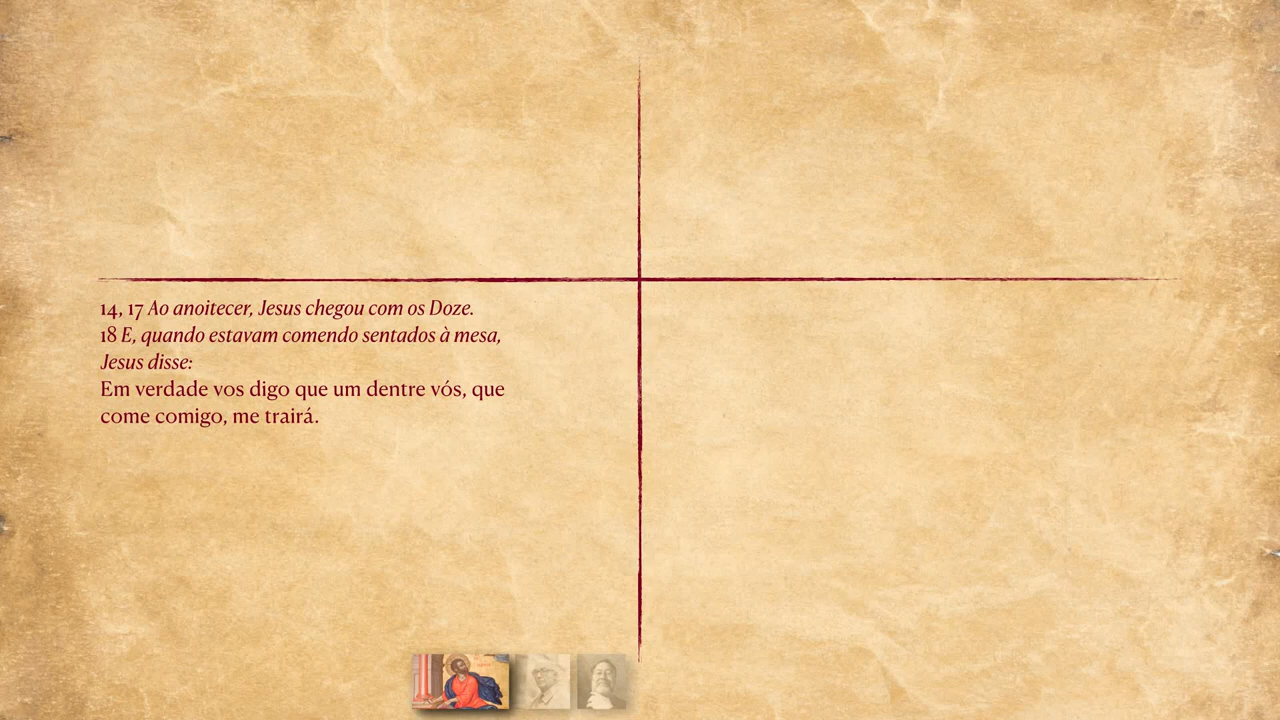 14, 17 Ao anoitecer, Jesus chegou com os Doze.
18 E, quando estavam comendo sentados à mesa,
Jesus disse:
Em verdade vos digo que um dentre vós, que
come comigo, me trairá.